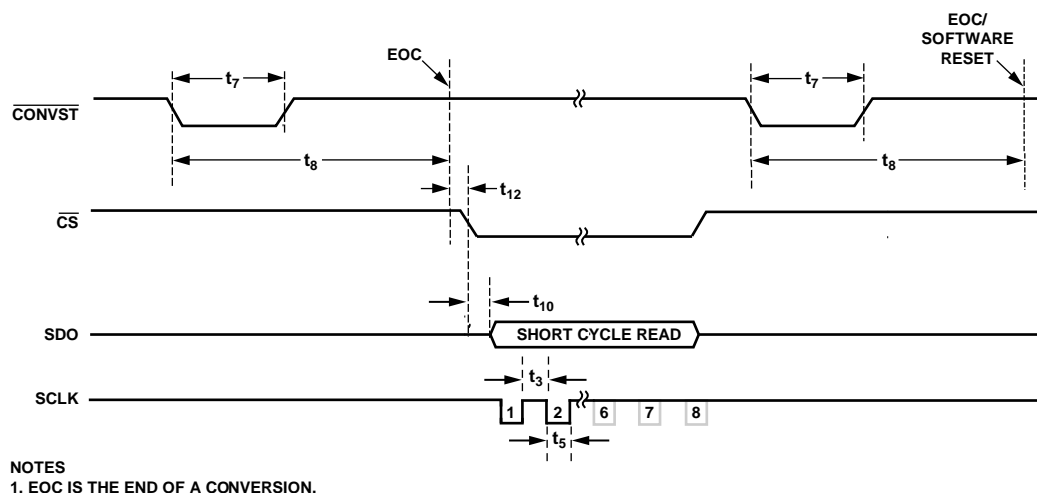 EOC
EOC/
SOFTWARE
RESET
t7
t7
CONVST
t8
t8
t12
CS
t10
SDO
SHORT CYCLE READ
t3
SCLK
1
2
6
7
8
t5
NOTES
1. EOC IS THE END OF A CONVERSION.